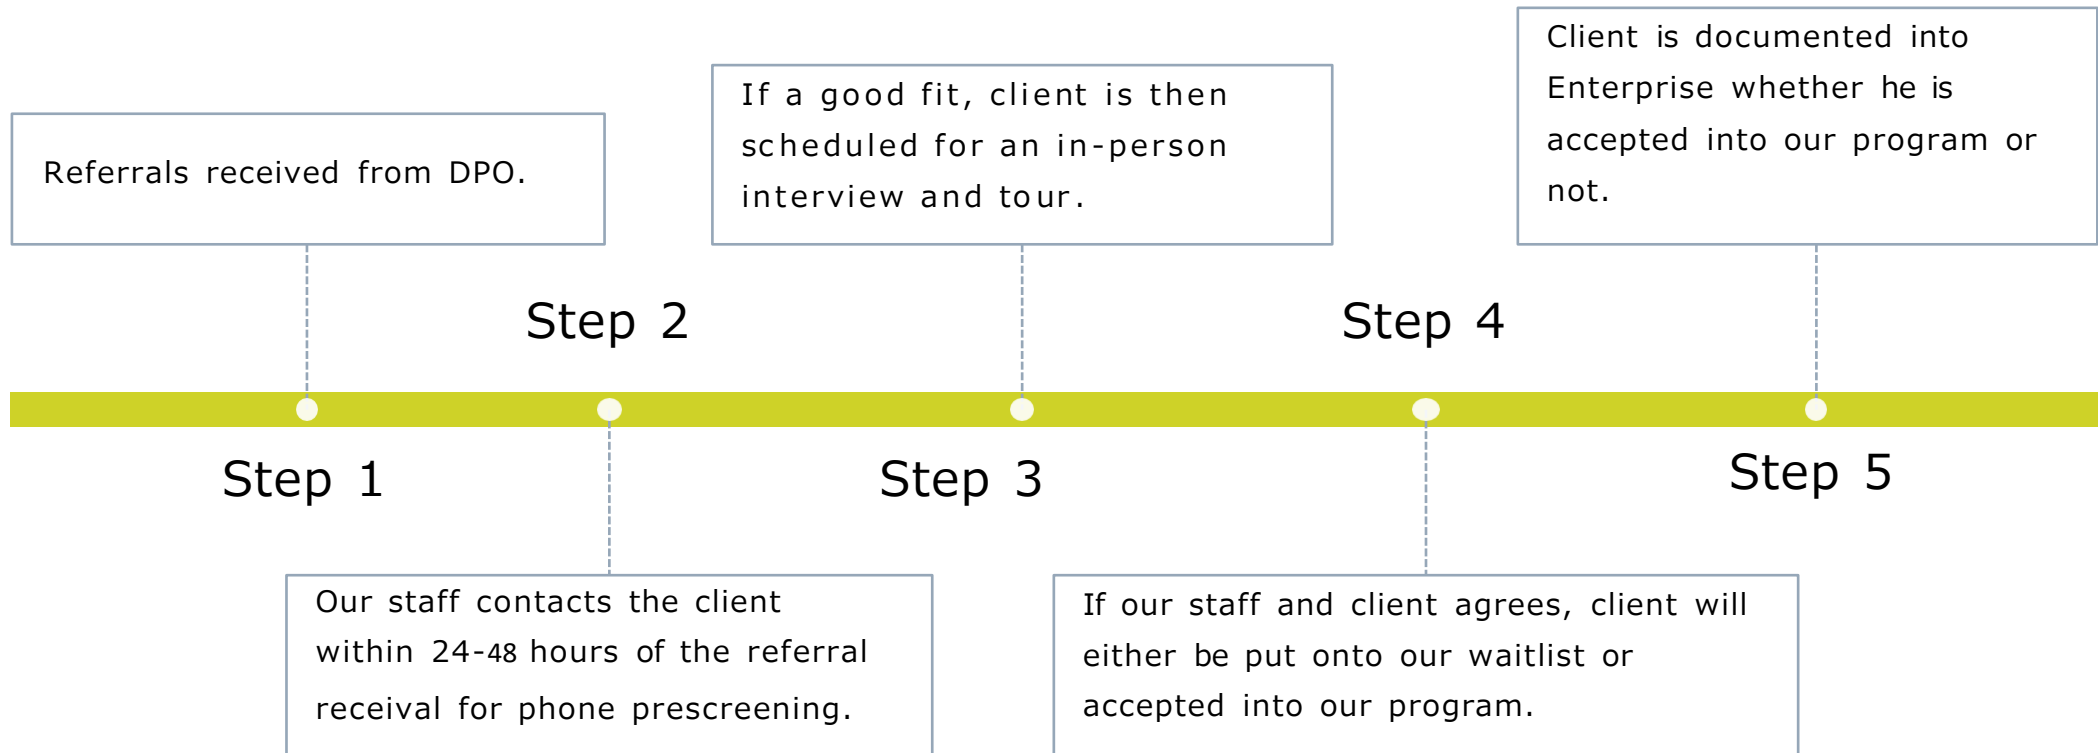 Referrals received from DPO.
Step 1
Step 2
Our staff contacts the client
within 24-48 hours of the referral
receival for phone prescreening.
If a good fit, client is then
scheduled for an in-person
interview and tour.
Step 3
Step 4
If our staff and client agrees, client will
either be put onto our waitlist or
accepted into our program.
Client is documented into
Enterprise whether he is
accepted into our program or
not.
Step 5